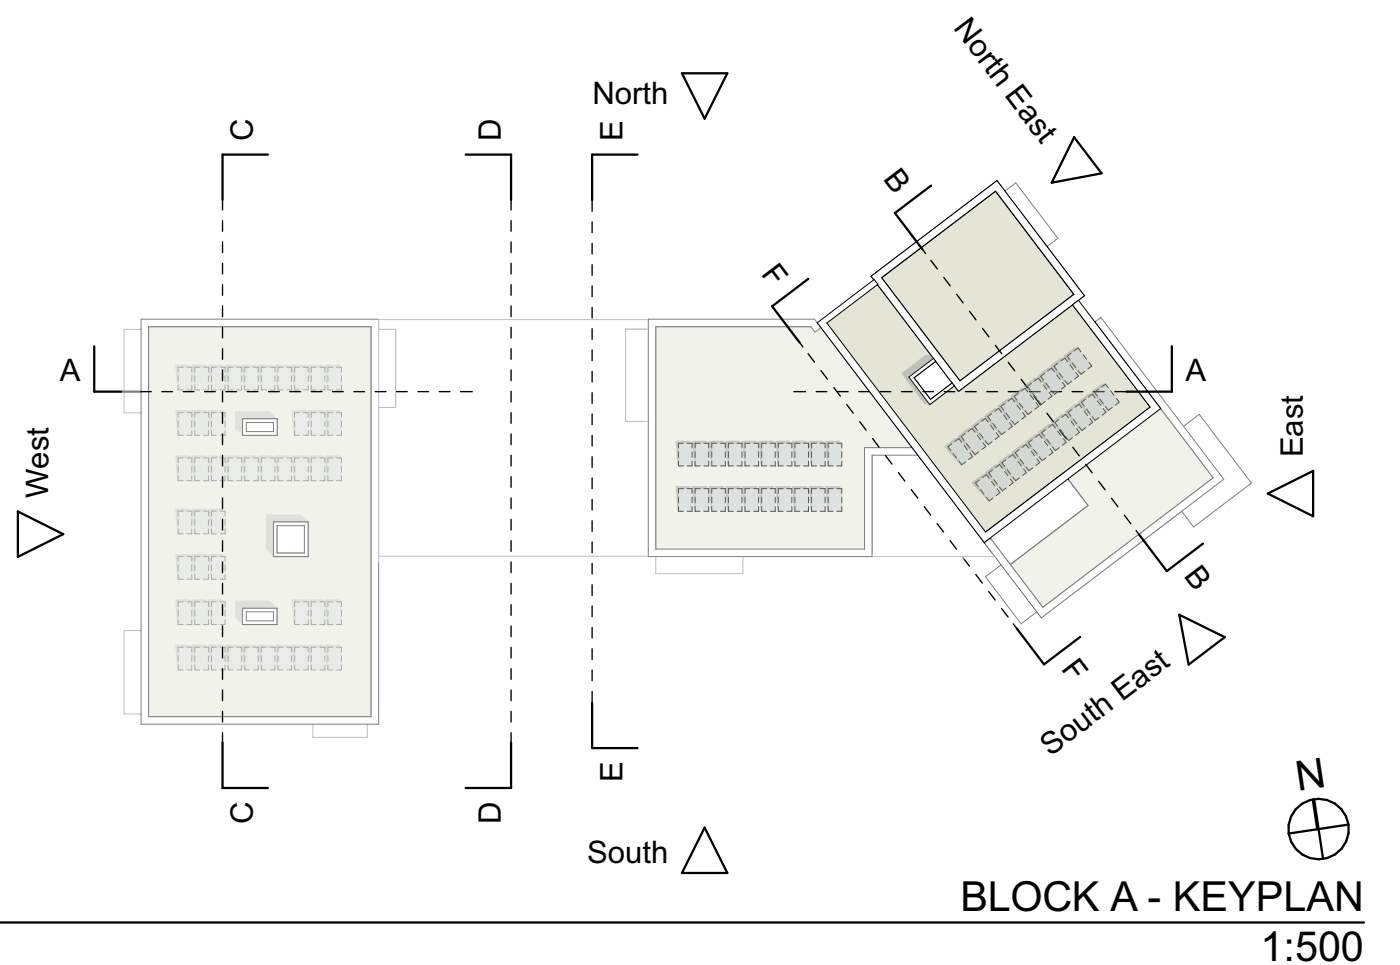 North East
North
C
D
E
B
F
A
A
West
East
B
F
South East
E
C
D
South
N
BLOCK A - KEYPLAN
1:500